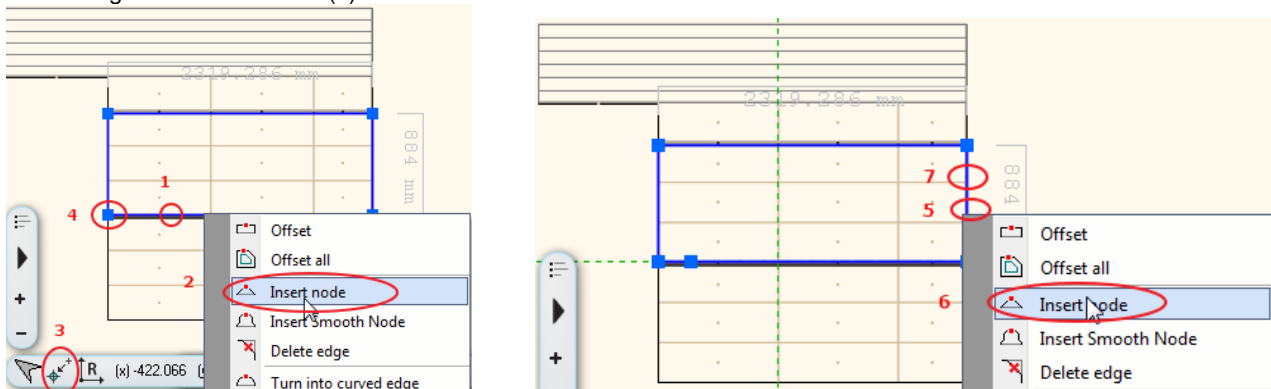 2319.286 mm
884 mm
1
4
2
3
Offset
Offset all
Insert node
Insert Smooth Node
Delete edge
Turn into curved edge
R (x) -422.066
2319.286 mm
884
7
5
6
Offset
Offset all
Insert node
Insert Smooth Node
Delete edge